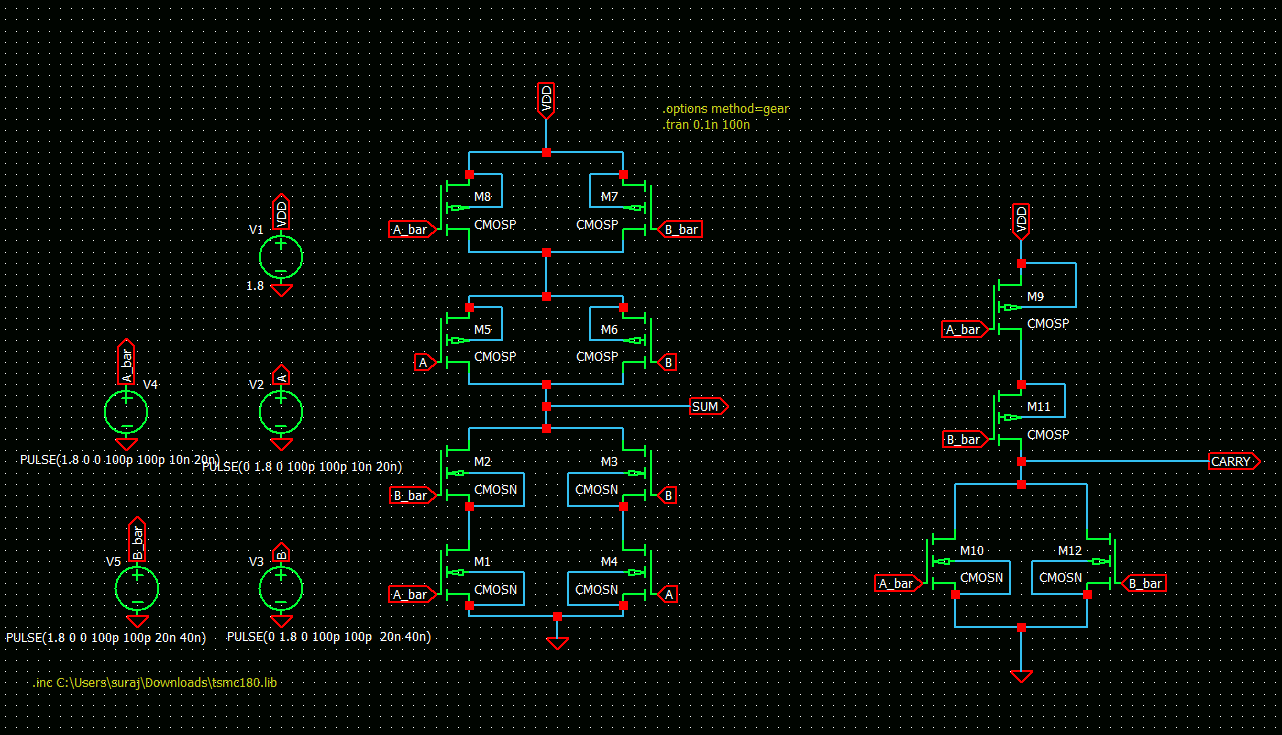 VDD
.options method=gear
.tran 0.1n 100n
M8
M7
CMOSP
CMOSP
A_bar
B_bar
VDD
V1
1.8
VDD
M9
CMOSP
A_bar
M5
M6
CMOSP
CMOSP
A
B
A_bar
V4
V2
A
SUM
M11
CMOSP
B_bar
CARRY
PULSE(1.8 0 0 100p 100p 10n 20n)
PULSE(0 1.8 0 100p 100p 10n 20n)
M2
M3
CMOSN
CMOSN
B_bar
B
B_bar
V5
V3
B
M1
M4
CMOSN
CMOSN
A_bar
A
M10
M12
CMOSN
CMOSN
A_bar
B_bar
PULSE(1.8 0 0 100p 100p 20n 40n)
PULSE(0 1.8 0 100p 100p  20n 40n)
.inc C:\Users\suraj\Downloads\tsmc180.lib